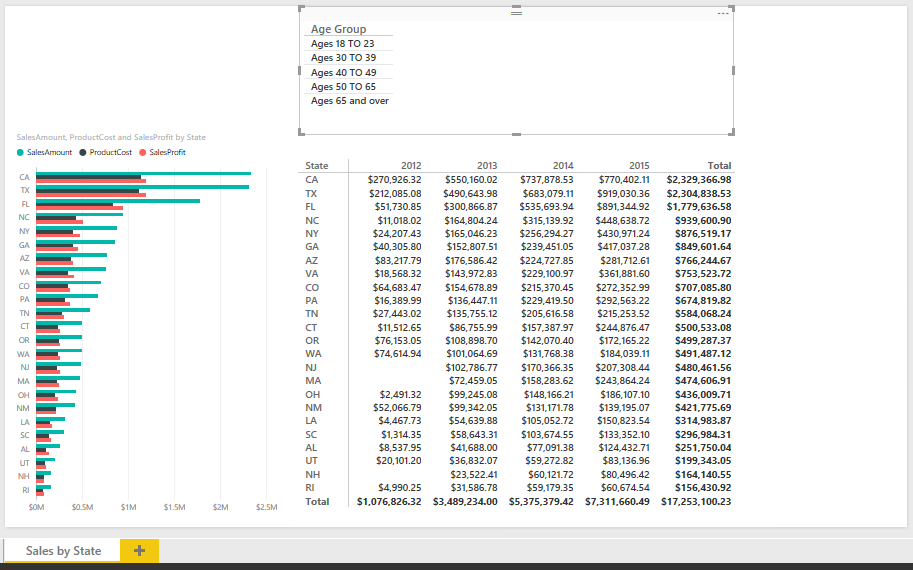 Age Group
Ages 18 TO 23
Ages 30 TO 39
Ages 40 TO 49
Ages 50 TO 65
Ages 65 and over
SalesAmount, ProductCost and SalesProfit by State
SalesAmount ProductCost SalesProfit
CA
TX
FL
NC
NY
GA
AZ
VA
CO
PA
TN
CT
OR
WA
NJ
MA
OH
NM
LA
SC
AL
UT
NH
RI
$0M $0.5M $1M $1.5M $2M $2.5M
State 2012 2013 2014 2015 Total
CA $270,926.32 $550,160.02 $737,878.53 $770,402.11 $2,329,366.98
TX $212,085.08 $490,643.98 $683,079.11 $919,030.36 $2,304,838.53
FL $51,730.85 $300,866.87 $535,693.94 $891,344.92 $1,779,636.58
NC $11,018.02 $164,804.24 $315,139.92 $448,638.72 $939,600.90
NY $24,207.43 $165,046.23 $256,294.27 $430,971.24 $876,519.17
GA $40,305.80 $152,807.51 $239,451.05 $417,037.28 $849,601.64
AZ $83,217.79 $176,586.42 $224,727.85 $281,712.61 $766,244.67
VA $18,568.32 $143,972.83 $229,100.97 $361,881.60 $753,523.72
CO $64,683.47 $154,678.89 $215,370.45 $272,352.99 $707,085.80
PA $16,389.99 $136,447.11 $229,419.50 $292,563.22 $674,819.82
TN $27,443.02 $135,755.12 $205,616.58 $215,253.52 $584,068.24
CT $11,512.65 $86,755.99 $157,387.97 $244,876.47 $500,533.08
OR $76,153.05 $108,898.70 $142,070.40 $172,165.22 $499,287.37
WA $74,614.94 $101,064.69 $131,768.38 $184,039.11 $491,487.12
NJ $102,786.77 $170,366.35 $207,308.44 $480,461.56
MA $72,459.05 $158,283.62 $243,864.24 $474,606.91
OH $2,491.32 $99,245.08 $148,166.21 $186,107.10 $436,009.71
NM $52,066.79 $99,342.05 $131,171.78 $139,195.07 $421,775.69
LA $4,467.73 $54,639.88 $105,052.72 $150,823.54 $314,983.87
SC $1,314.35 $58,643.31 $103,674.55 $133,352.10 $296,984.31
AL $8,537.95 $41,688.00 $77,091.38 $124,432.71 $251,750.04
UT $20,101.20 $36,832.07 $59,272.82 $83,136.96 $199,343.05
NH $23,522.41 $60,121.72 $80,496.42 $164,140.55
RI $4,990.25 $31,586.78 $59,179.35 $60,674.54 $156,430.92
Total $1,076,826.32 $3,489,234.00 $5,375,379.42 $7,311,660.49 $17,253,100.23
Sales by State +